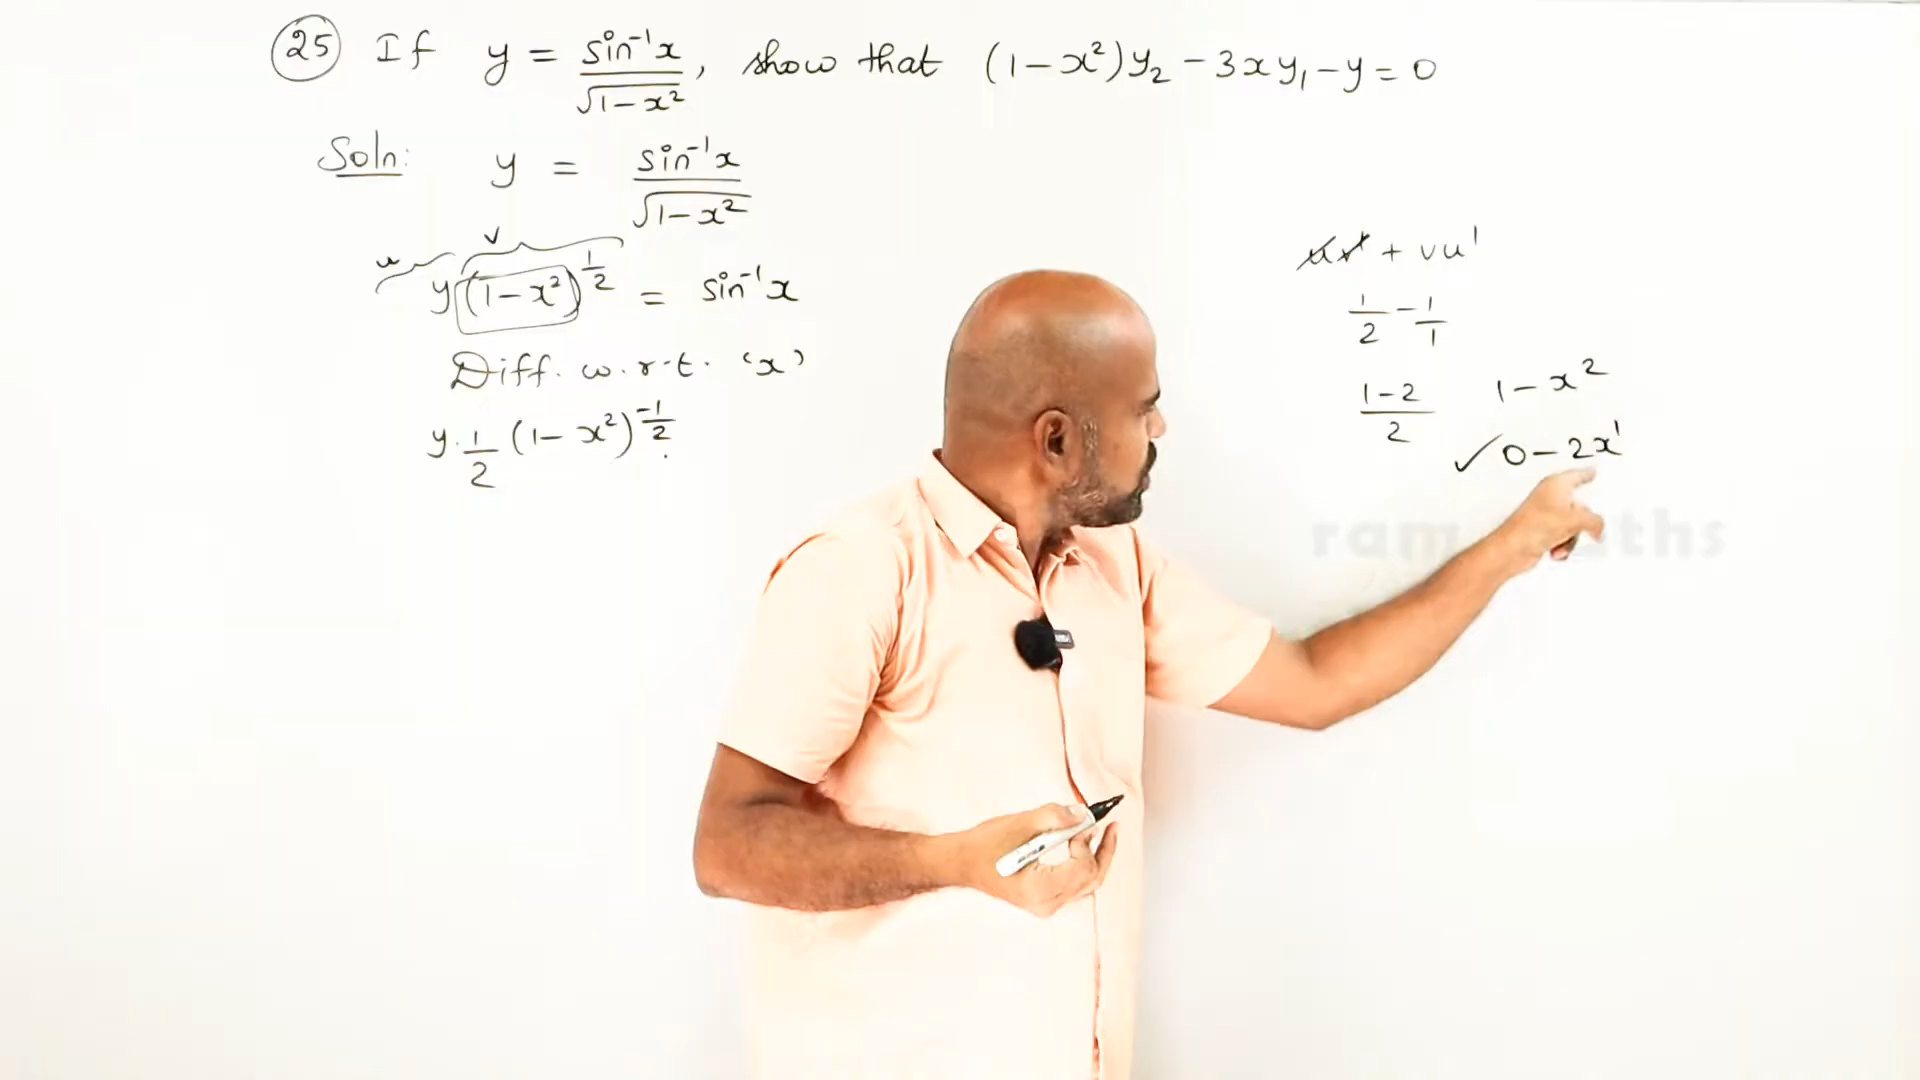 25 If y = sin⁻¹x / √1-x², show that (1-x²)y₂ - 3xy₁ - y = 0
Soln: y = sin⁻¹x / √1-x²
u v
y(1-x²)^1/2 = sin⁻¹x
Diff. w.r.t. 'x'
y. 1/2 (1-x²)^-1/2 .
uv' + vu'
1/2 - 1/1
1-2 / 2
1-x²
✓ 0-2x'